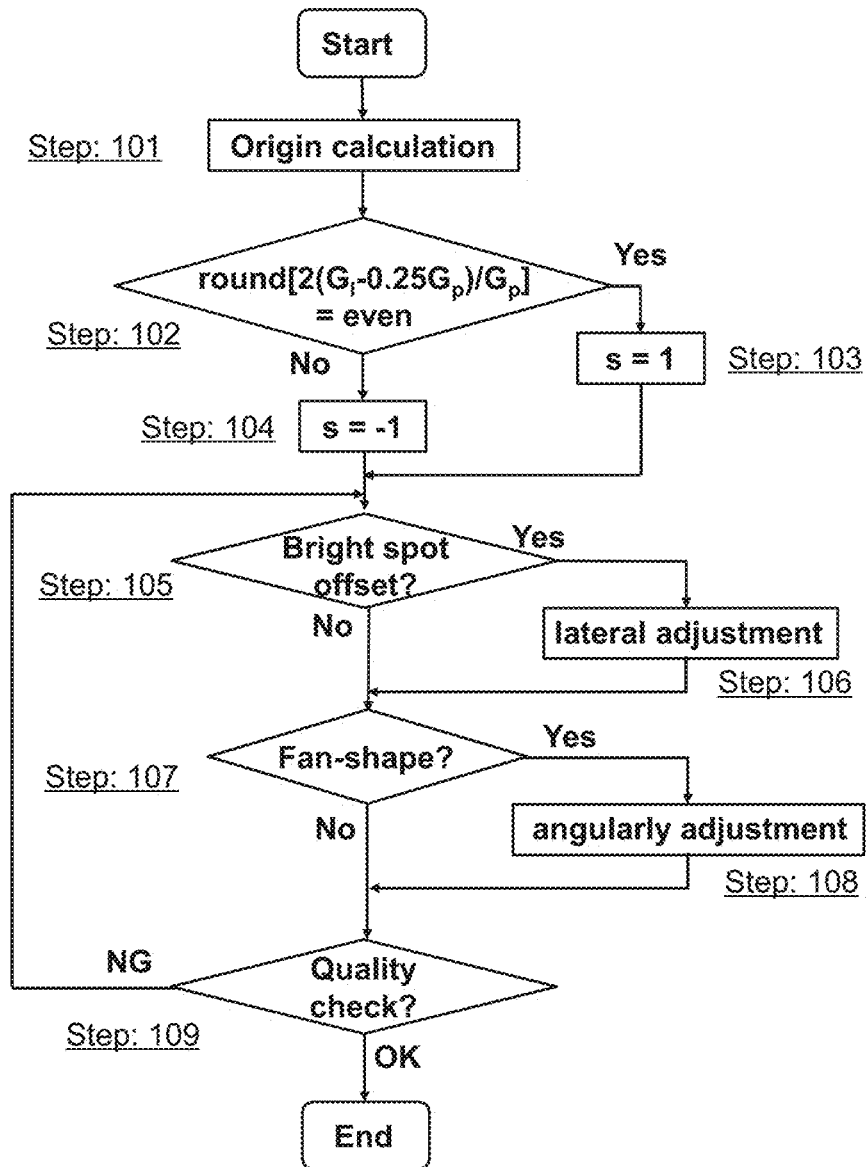 Start
Step: 101
Origin calculation
Yes
round[2(Gᵢ-0.25Gₚ)/Gₚ]
= even
Step: 102
No
s = 1
Step: 103
Step: 104
s = -1
Bright spot
offset?
Yes
Step: 105
No
lateral adjustment
Step: 106
Fan-shape?
Yes
Step: 107
No
angularly adjustment
Step: 108
NG
Quality
check?
Step: 109
OK
End